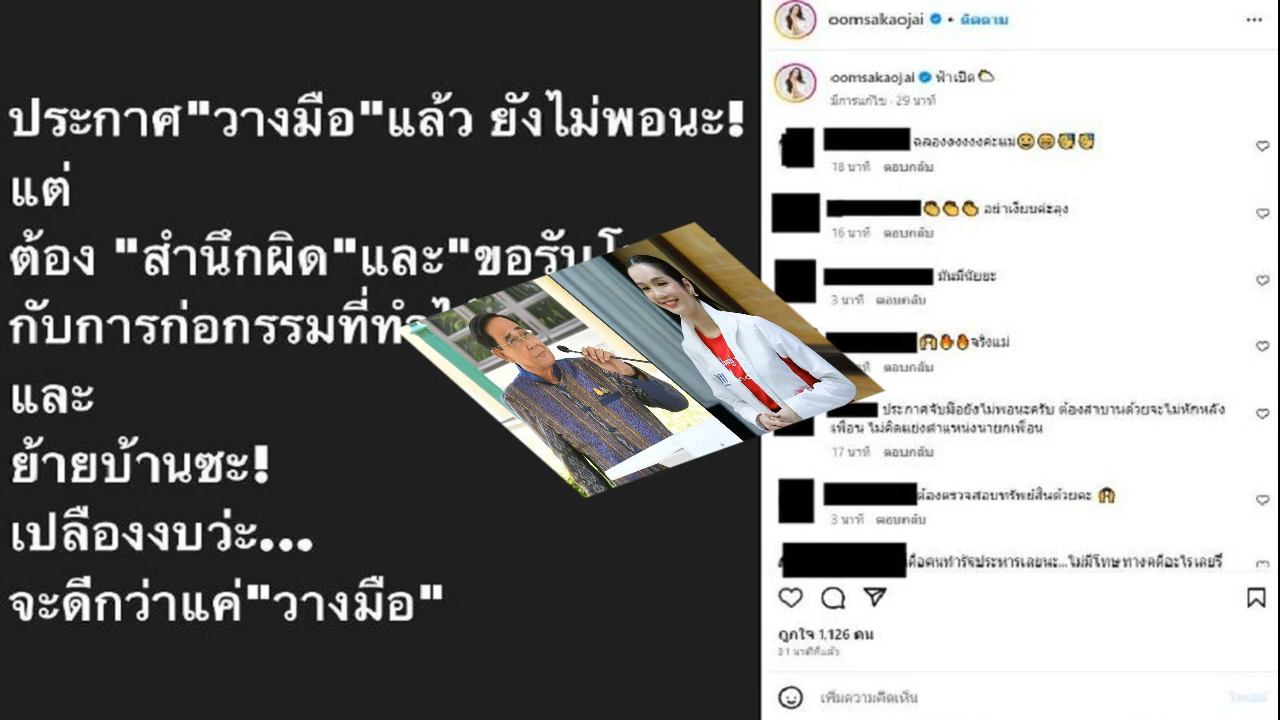 ประกาศ"วางมือ"แล้ว ยังไม่พอนะ!
แต่
ต้อง "สำนึกผิด"และ"ขอรับ
กับการก่อกรรมที่ทำ
และ
ย้ายบ้านซะ!
เปลืองงบว่ะ...
จะดีกว่าแค่"วางมือ"
oomsakaojai • ติดตาม
oomsakaojai ฟ้าเปิด🌥
มีการแก้ไข · 29 นาที
ฉลองงงงงงค่ะแม่😀😁🥳🥳
18 นาที ตอบกลับ
👏👏👏 อย่าเงียบค่ะลุง
16 นาที ตอบกลับ
มันมีนัยยะ
3 นาที ตอบกลับ
🙌🔥🔥จริงแม่
ตอบกลับ
ประกาศจับมือยังไม่พอนะครับ ต้องสาบานด้วยจะไม่หักหลัง
เพื่อน ไม่คิดแย่งตำแหน่งนายกเพื่อน
17 นาที ตอบกลับ
ต้องตรวจสอบทรัพย์สินด้วยคะ 🙌
3 นาที ตอบกลับ
คือคนทำรัฐประหารเลยนะ...ไม่มีโทษทางคดีอะไรเลยรึ
ถูกใจ 1,126 คน
31 นาทีที่แล้ว
เพิ่มความคิดเห็น
โพสต์